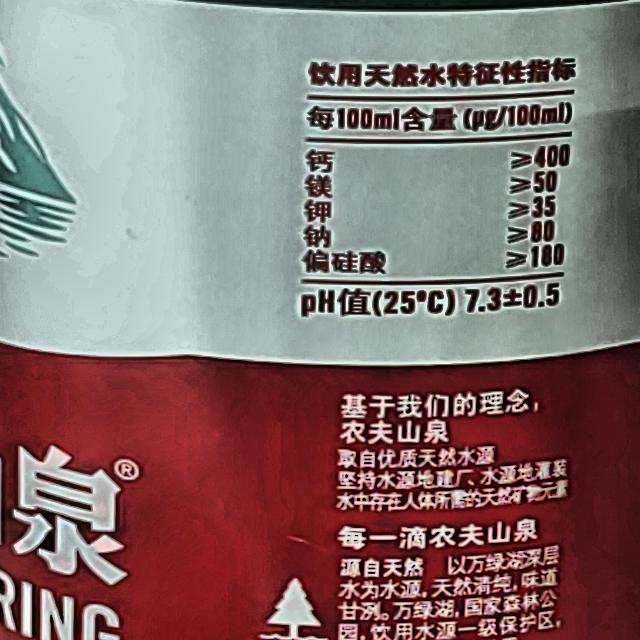 饮用天然水特征性指标
每100ml含量 (μg/100ml)
钙 ≥400
镁 ≥50
钾 ≥35
钠 ≥80
偏硅酸 ≥180
pH值(25°C) 7.3±0.5
基于我们的理念,
农夫山泉
取自优质天然水源
坚持水源地建厂、水源地灌装
水中存在人体所需的天然矿物元素
每一滴农夫山泉
源自天然 以万绿湖深层
水为水源,天然清纯,味道
甘冽。万绿湖,国家森林公
园,饮用水源一级保护区,
泉®
RING